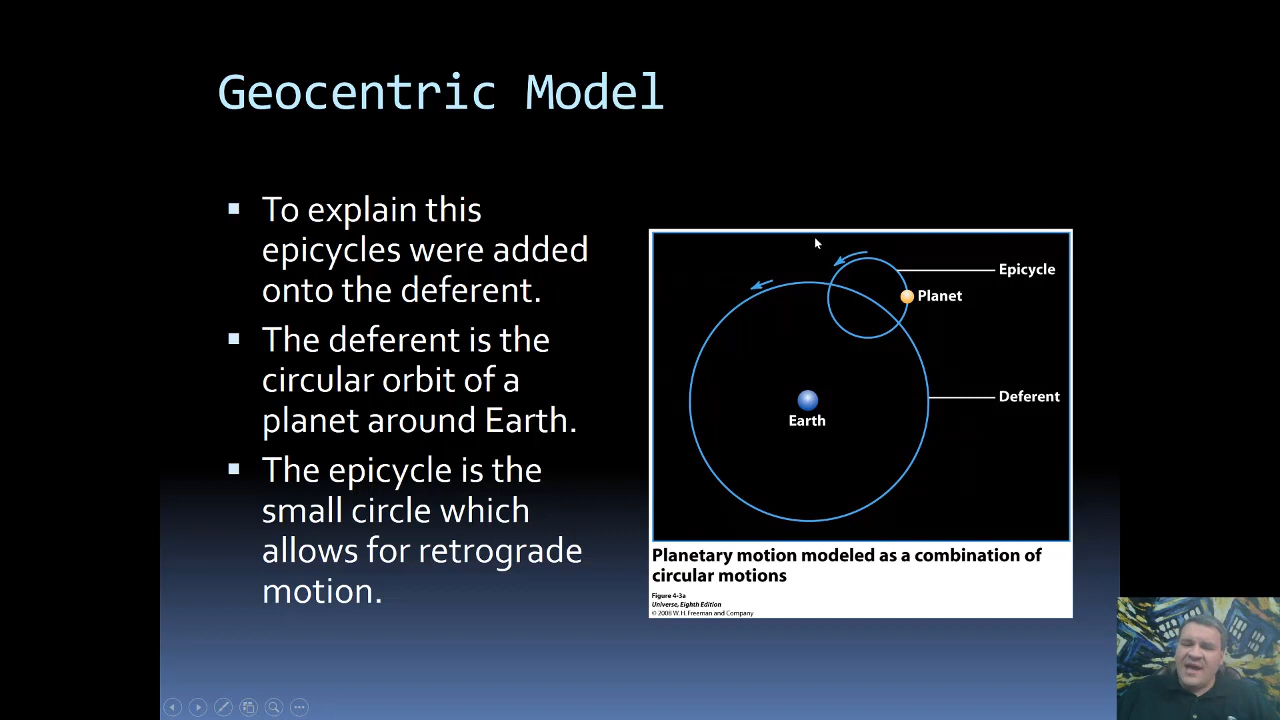 Geocentric Model
To explain this
epicycles were added
onto the deferent.
The deferent is the
circular orbit of a
planet around Earth.
The epicycle is the
small circle which
allows for retrograde
motion.
Epicycle
Planet
Deferent
Earth
Planetary motion modeled as a combination of
circular motions
Figure 4-3a
Universe, Eighth Edition
© 2008 W. H. Freeman and Company